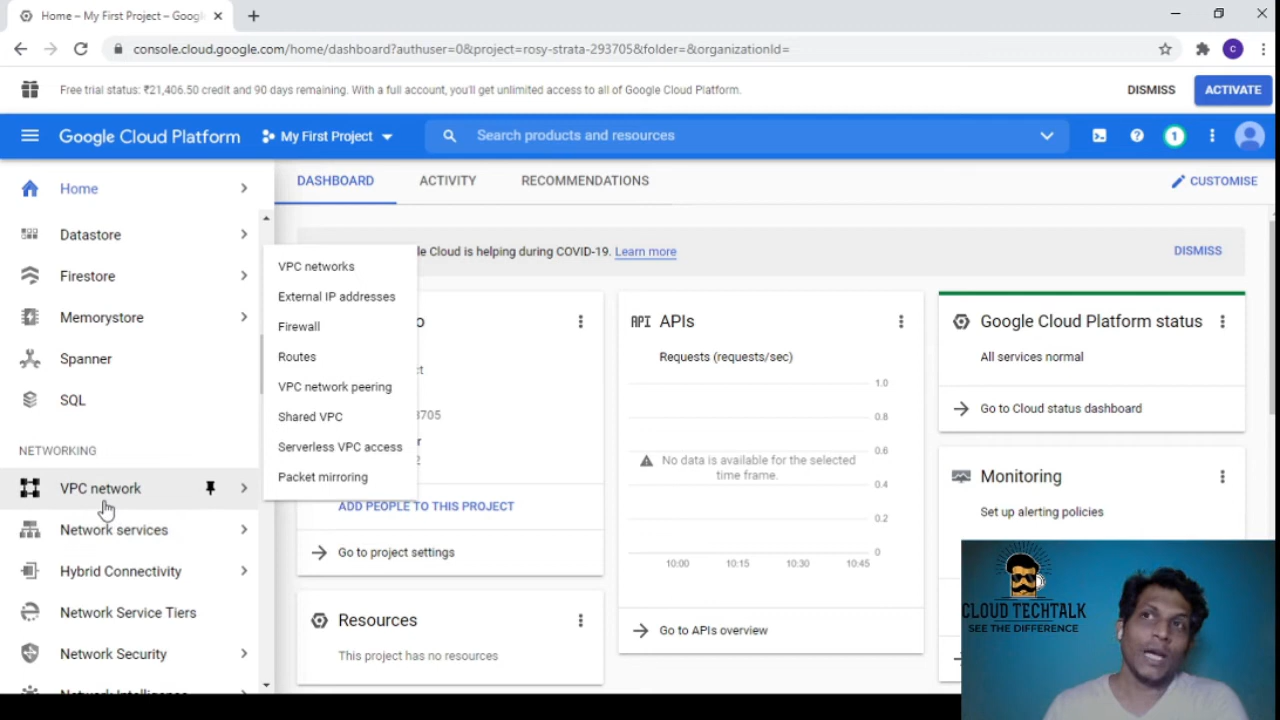 Home – My First Project – Goog
console.cloud.google.com/home/dashboard?authuser=0&project=rosy-strata-293705&folder=&organizationId=
C
Free trial status: ₹21,406.50 credit and 90 days remaining. With a full account, you'll get unlimited access to all of Google Cloud Platform.
DISMISS
ACTIVATE
Google Cloud Platform
My First Project
Search products and resources
1
Home
Datastore
Firestore
Memorystore
Spanner
SQL
NETWORKING
VPC network
Network services
Hybrid Connectivity
Network Service Tiers
Network Security
VPC networks
External IP addresses
Firewall
Routes
VPC network peering
Shared VPC
Serverless VPC access
Packet mirroring
DASHBOARD
ACTIVITY
RECOMMENDATIONS
CUSTOMISE
le Cloud is helping during COVID-19. Learn more
DISMISS
o
ct
3705
r
2
ADD PEOPLE TO THIS PROJECT
Go to project settings
Resources
This project has no resources
API APIs
Requests (requests/sec)
1.0
0.8
0.6
No data is available for the selected
time frame.
0.4
0.2
0
10:00
10:15
10:30
10:45
Go to APIs overview
Google Cloud Platform status
All services normal
Go to Cloud status dashboard
Monitoring
Set up alerting policies
CLOUD TECHTALK
SEE THE DIFFERENCE